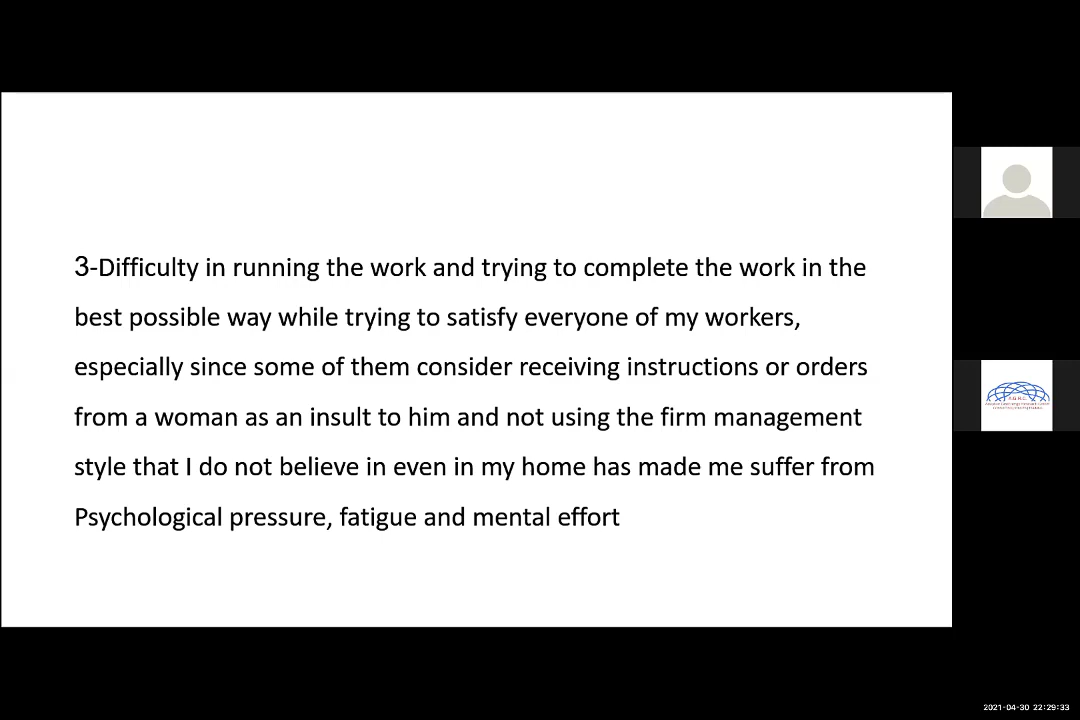 3-Difficulty in running the work and trying to complete the work in the
best possible way while trying to satisfy everyone of my workers,
especially since some of them consider receiving instructions or orders
from a woman as an insult to him and not using the firm management
style that I do not believe in even in my home has made me suffer from
Psychological pressure, fatigue and mental effort
2021-04-30 22:29:33